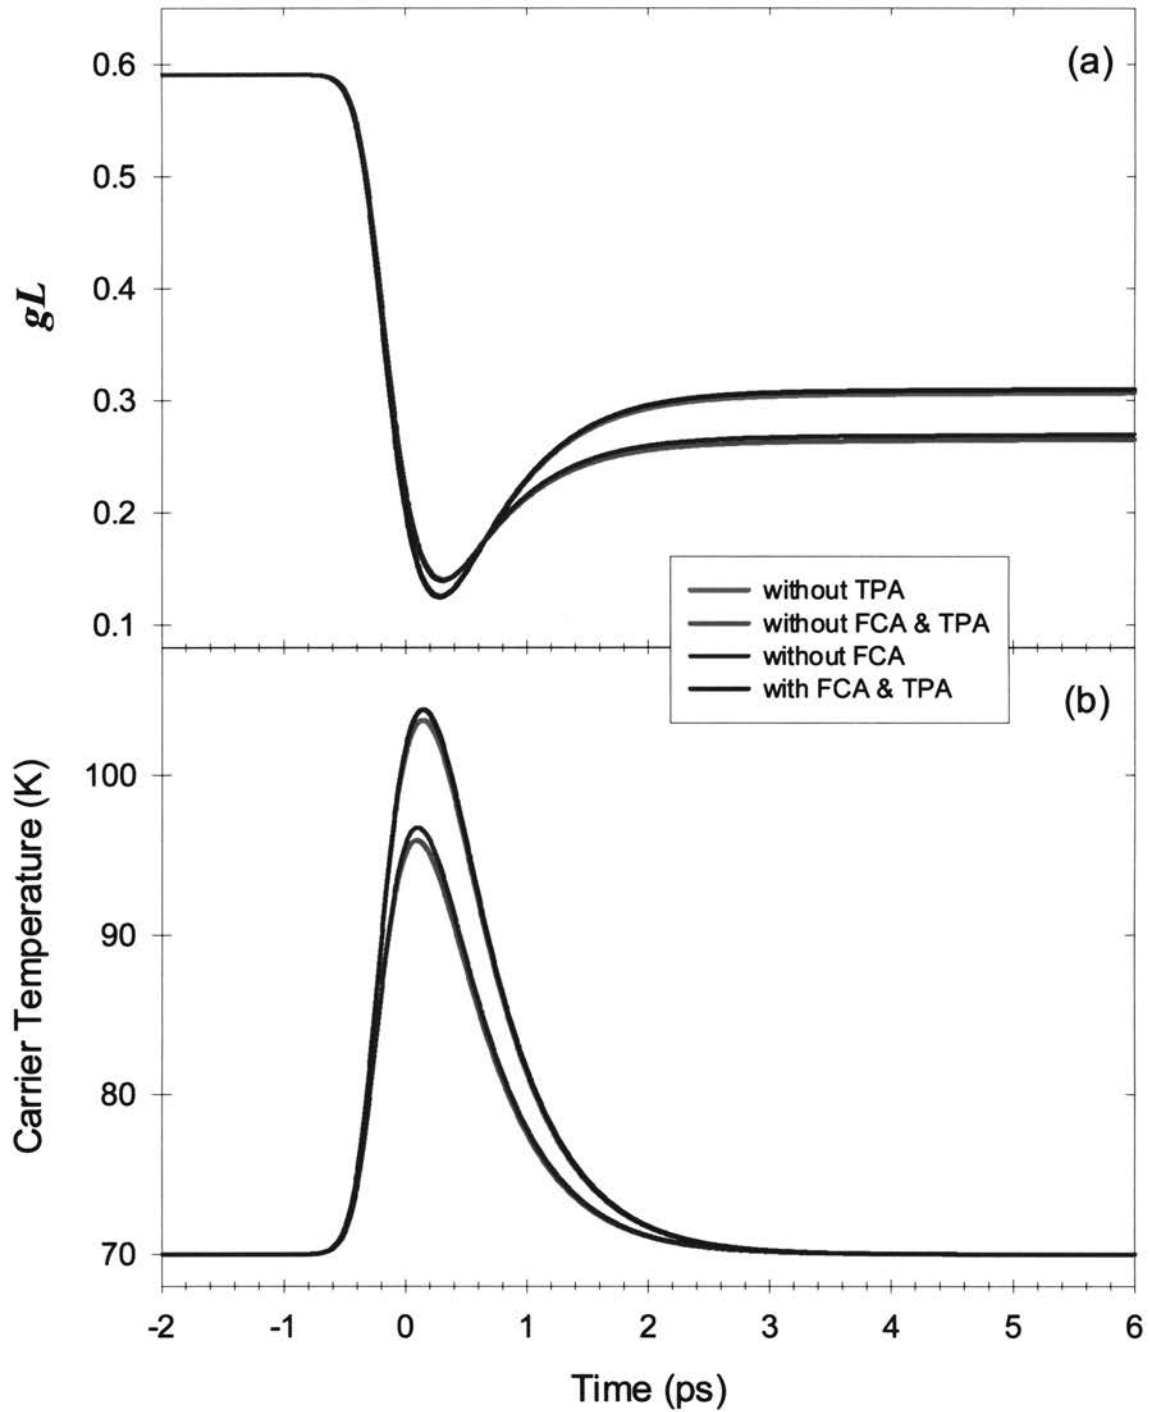 (a)
0.6
0.5
0.4
0.3
0.2
0.1
gL
without TPA
without FCA & TPA
without FCA
with FCA & TPA
(b)
100
90
80
70
Carrier Temperature (K)
-2 -1 0 1 2 3 4 5 6
Time (ps)